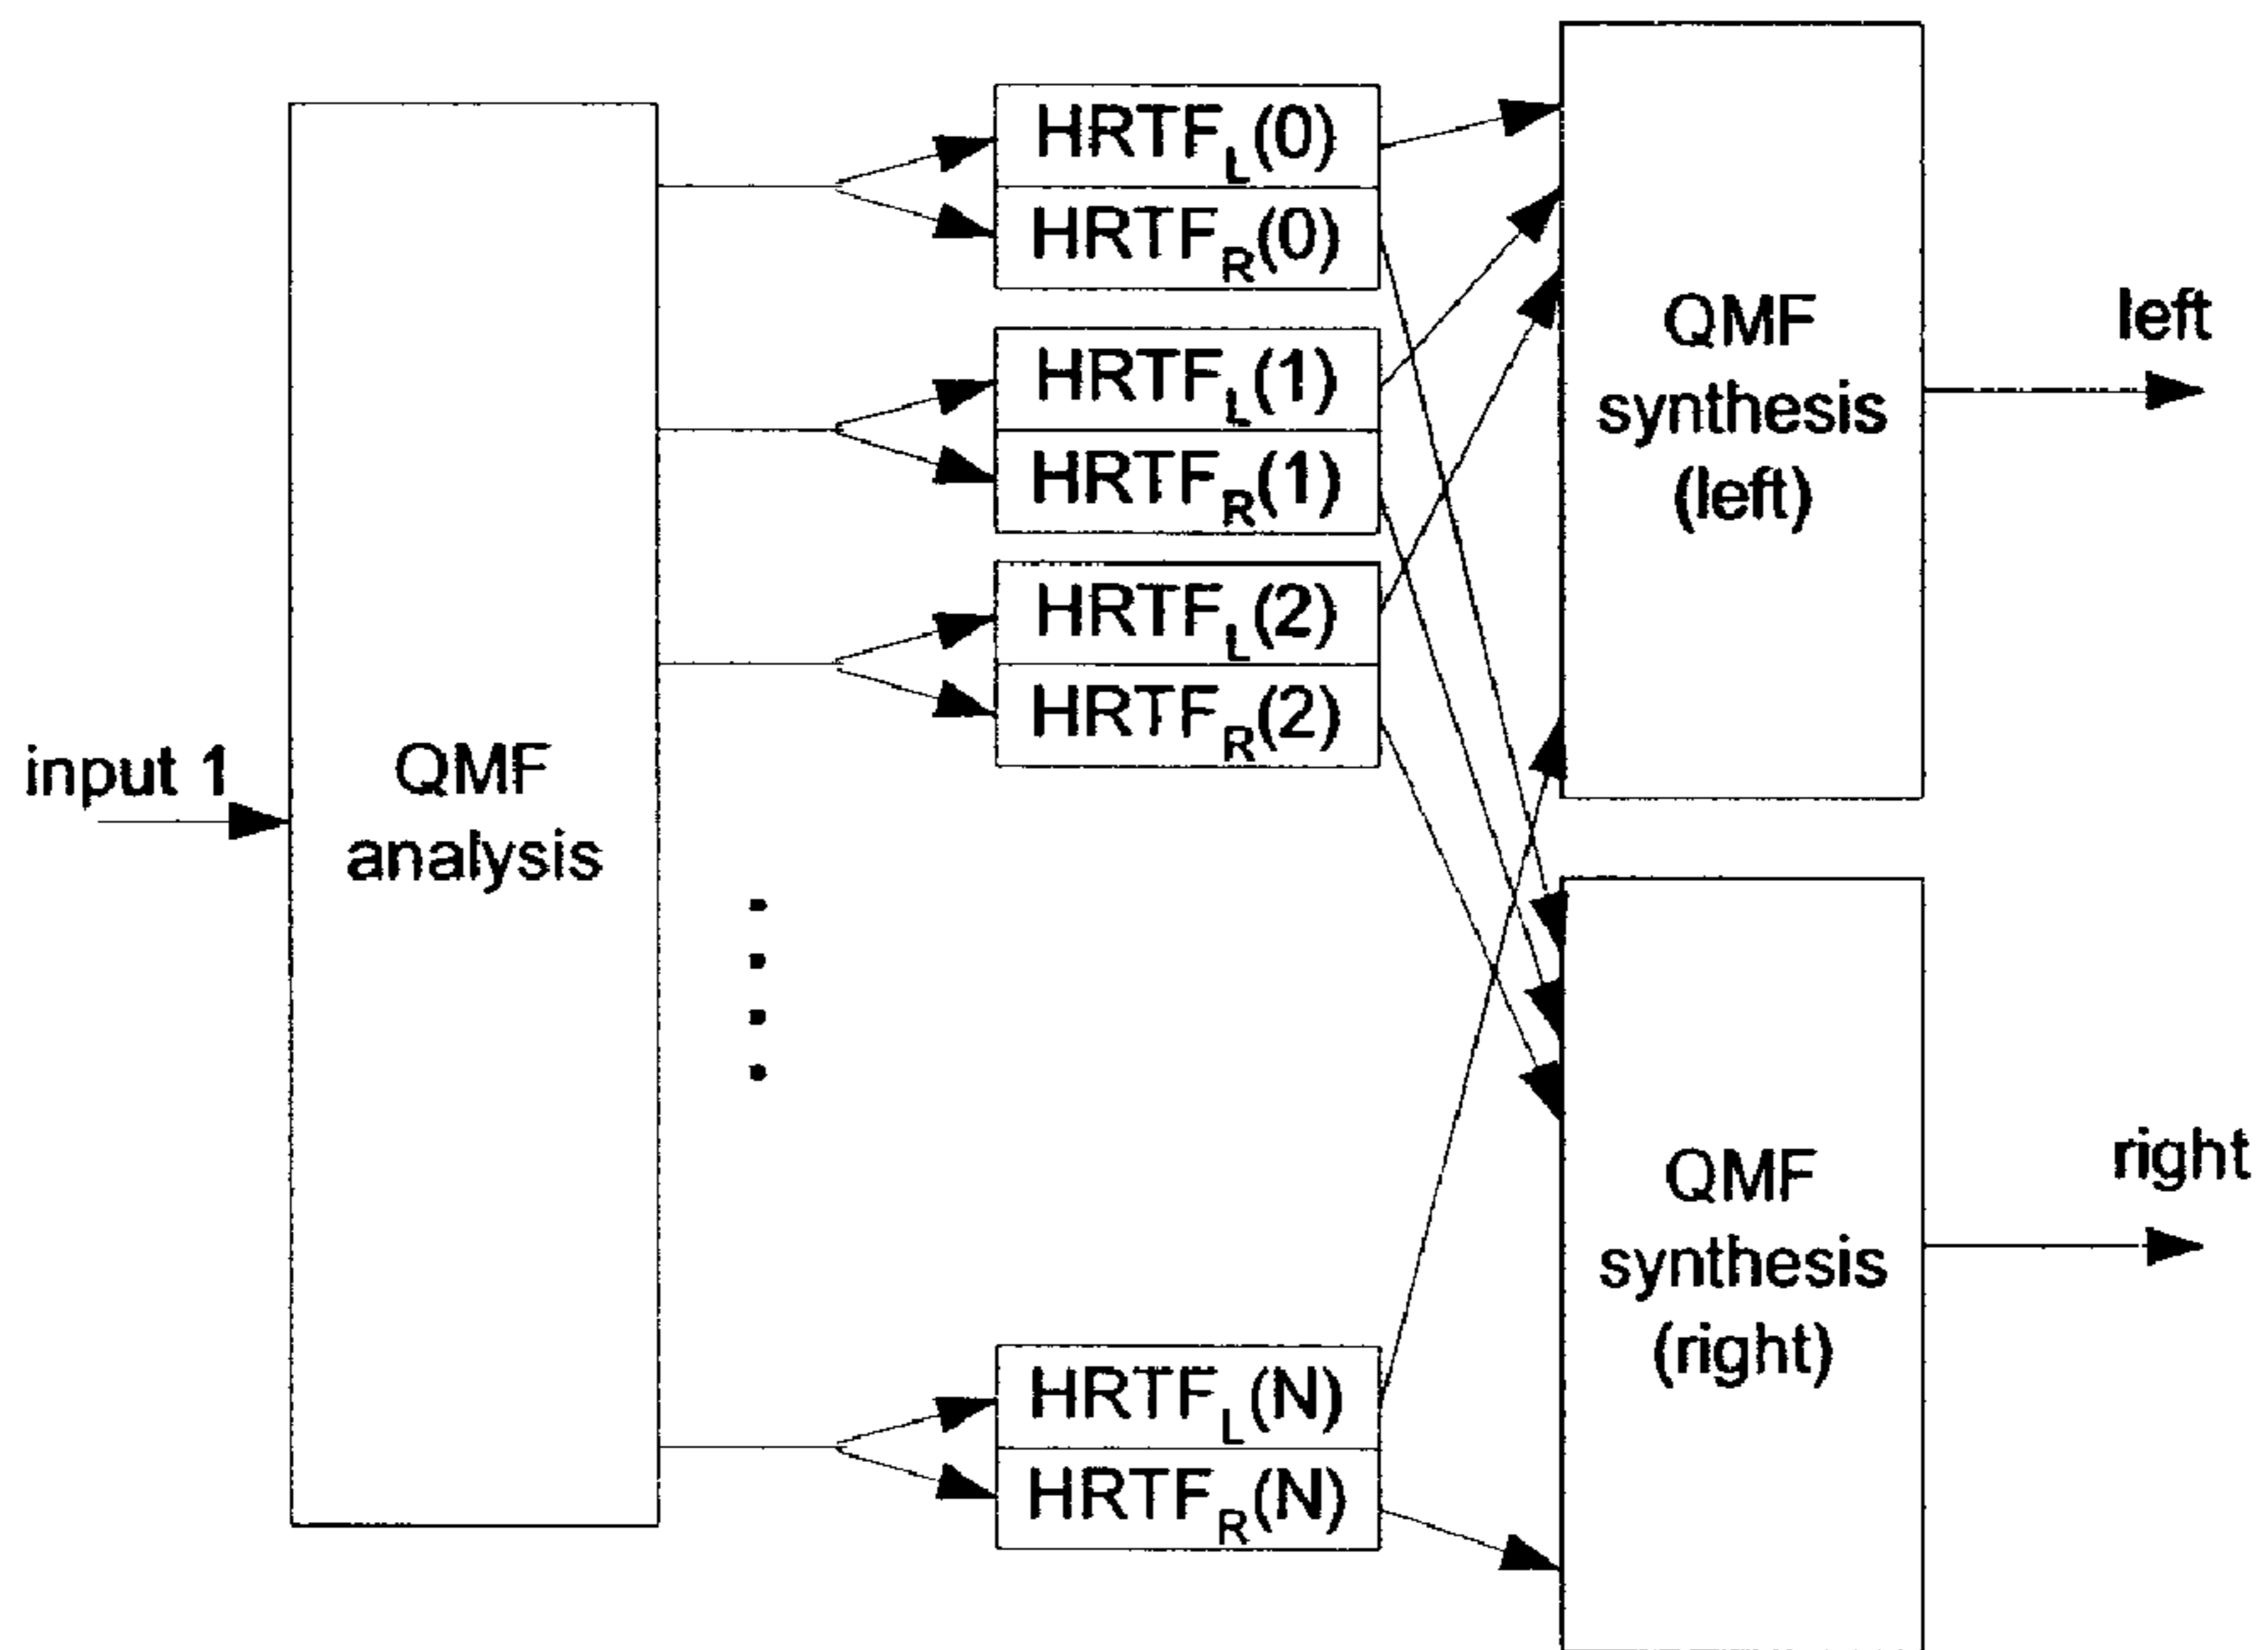 input 1
QMF
analysis
HRTF_L(0)
HRTF_R(0)
HRTF_L(1)
HRTF_R(1)
HRTF_L(2)
HRTF_R(2)
HRTF_L(N)
HRTF_R(N)
QMF
synthesis
(left)
left
QMF
synthesis
(right)
right